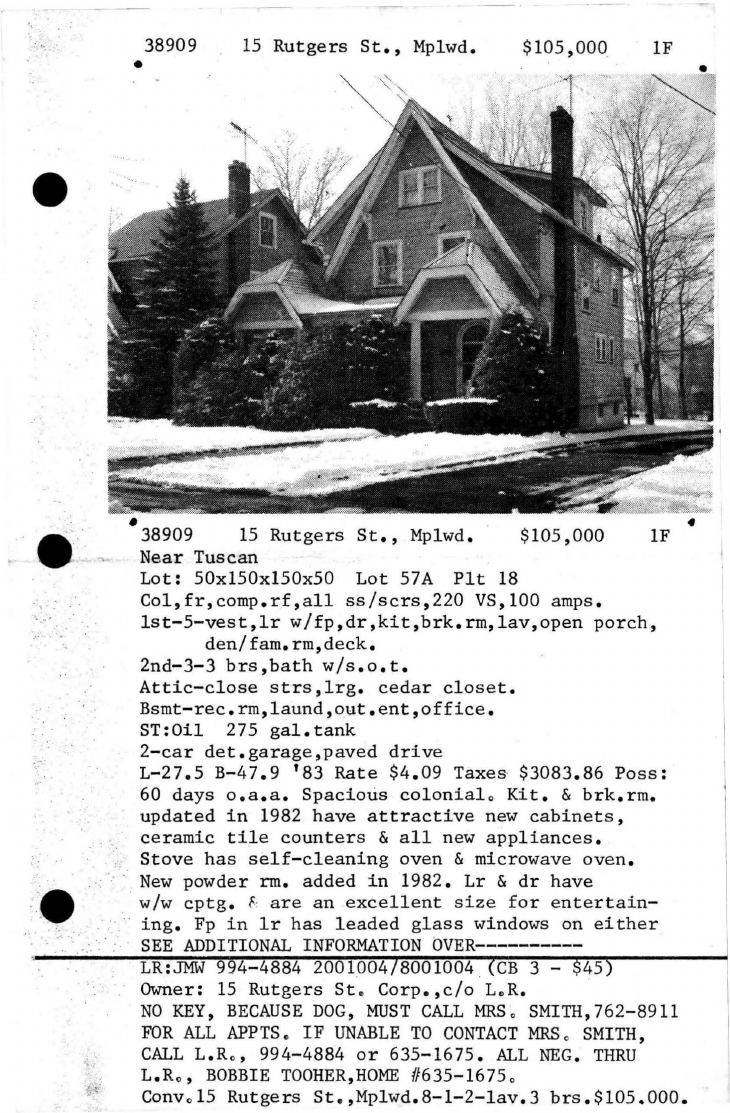 38909 15 Rutgers St., Mplwd. $105,000 1F
38909 15 Rutgers St., Mplwd. $105,000 1F
Near Tuscan
Lot: 50x150x150x50 Lot 57A Plt 18
Col,fr,comp.rf,all ss/scrs,220 VS,100 amps.
1st-5-vest,lr w/fp,dr,kit,brk.rm,lav,open porch,
den/fam.rm,deck.
2nd-3-3 brs,bath w/s.o.t.
Attic-close strs,lrg. cedar closet.
Bsmt-rec.rm,laund,out.ent,office.
ST:Oil 275 gal.tank
2-car det.garage,paved drive
L-27.5 B-47.9 '83 Rate $4.09 Taxes $3083.86 Poss:
60 days o.a.a. Spacious colonial. Kit. & brk.rm.
updated in 1982 have attractive new cabinets,
ceramic tile counters & all new appliances.
Stove has self-cleaning oven & microwave oven.
New powder rm. added in 1982. Lr & dr have
w/w cptg. & are an excellent size for entertain-
ing. Fp in lr has leaded glass windows on either
SEE ADDITIONAL INFORMATION OVER----------
LR:JMW 994-4884 2001004/8001004 (CB 3 - $45)
Owner: 15 Rutgers St. Corp.,c/o L.R.
NO KEY, BECAUSE DOG, MUST CALL MRS. SMITH,762-8911
FOR ALL APPTS. IF UNABLE TO CONTACT MRS. SMITH,
CALL L.R., 994-4884 or 635-1675. ALL NEG. THRU
L.R., BOBBIE TOOHER,HOME #635-1675.
Conv.15 Rutgers St.,Mplwd.8-1-2-lav.3 brs.$105.000.